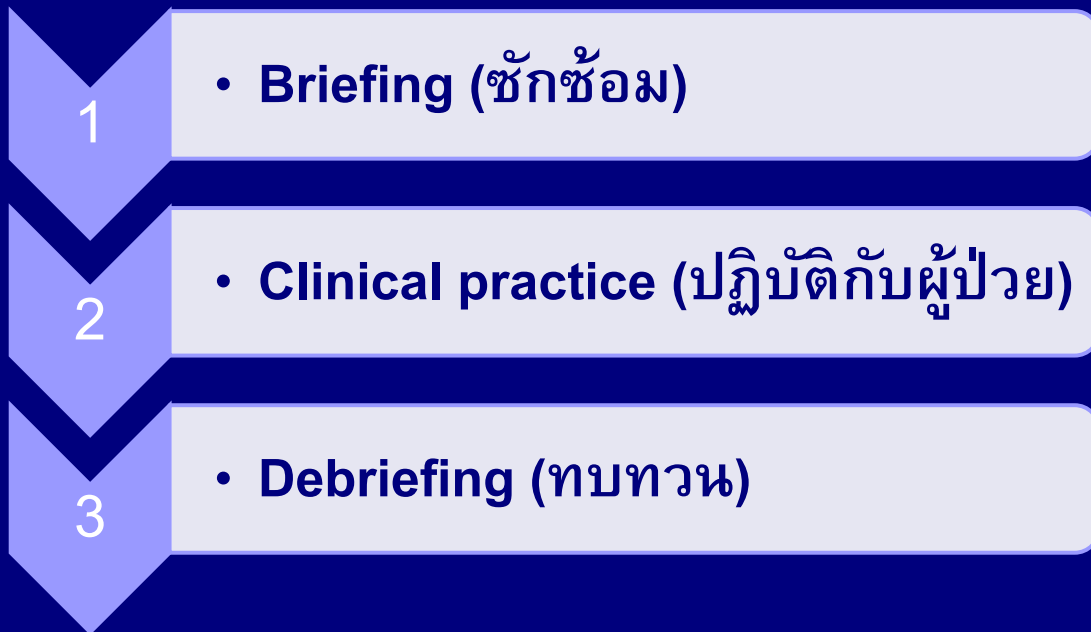 1
• Briefing (ซักซ้อม)
2
• Clinical practice (ปฏิบัติกับผู้ป่วย)
3
• Debriefing (ทบทวน)